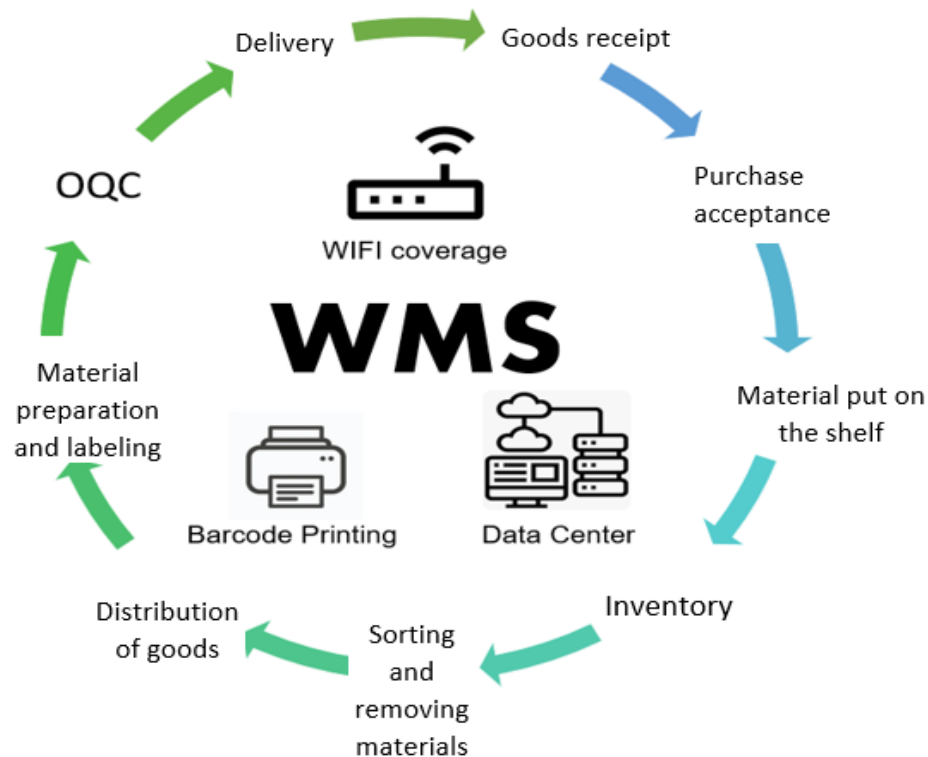 Delivery
Goods receipt
OQC
Purchase
acceptance
WIFI coverage
WMS
Material
preparation
and labeling
Material put on
the shelf
Barcode Printing
Data Center
Distribution
of goods
Inventory
Sorting
and
removing
materials